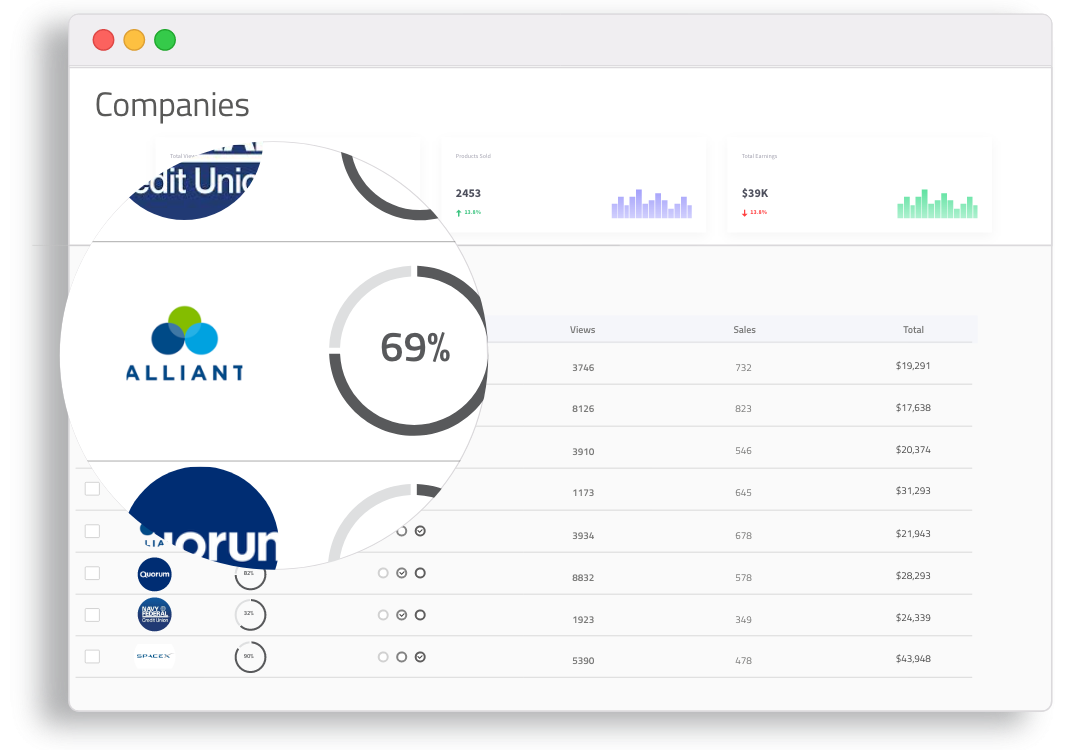 Companies
Total Views
Products Sold
2453
13.8%
Total Earnings
$39K
13.8%
edit Unio
69%
ALLIANT
Views Sales Total
3746 732 $19,291
8126 823 $17,638
3910 546 $20,374
1173 645 $31,293
3934 678 $21,943
Quorum
LIA
Quorum 82% 8832 578 $28,293
NAVY
FEDERAL
Credit Union
32% 1923 349 $24,339
SPACEX 90% 5390 478 $43,948